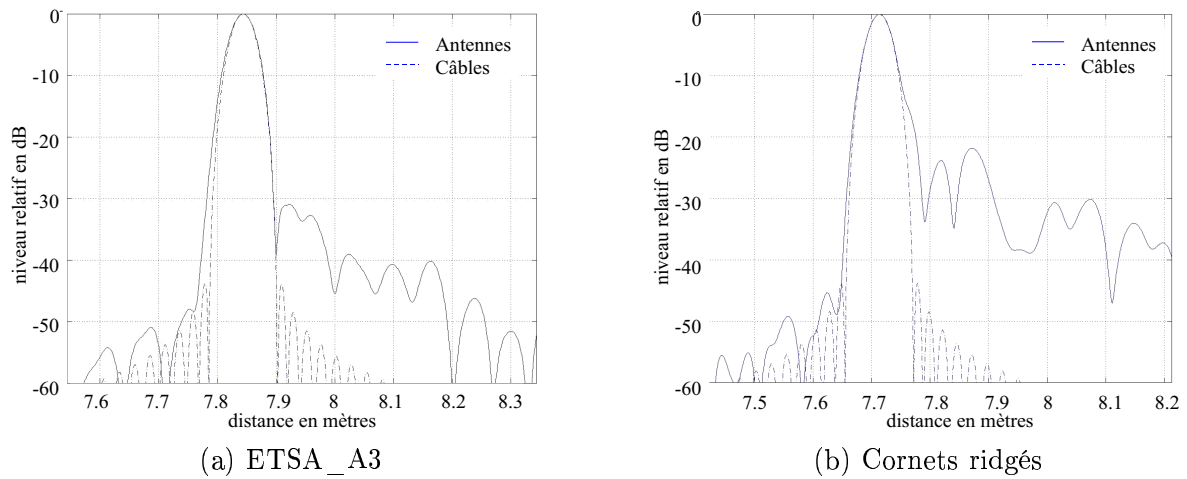 0
-10
-20
-30
-40
-50
-60
niveau relatif en dB
Antennes
Câbles
7.6 7.7 7.8 7.9 8 8.1 8.2 8.3
distance en mètres
(a) ETSA_A3
0
-10
-20
-30
-40
-50
-60
niveau relatif en dB
Antennes
Câbles
7.5 7.6 7.7 7.8 7.9 8 8.1 8.2
distance en mètres
(b) Cornets ridgés